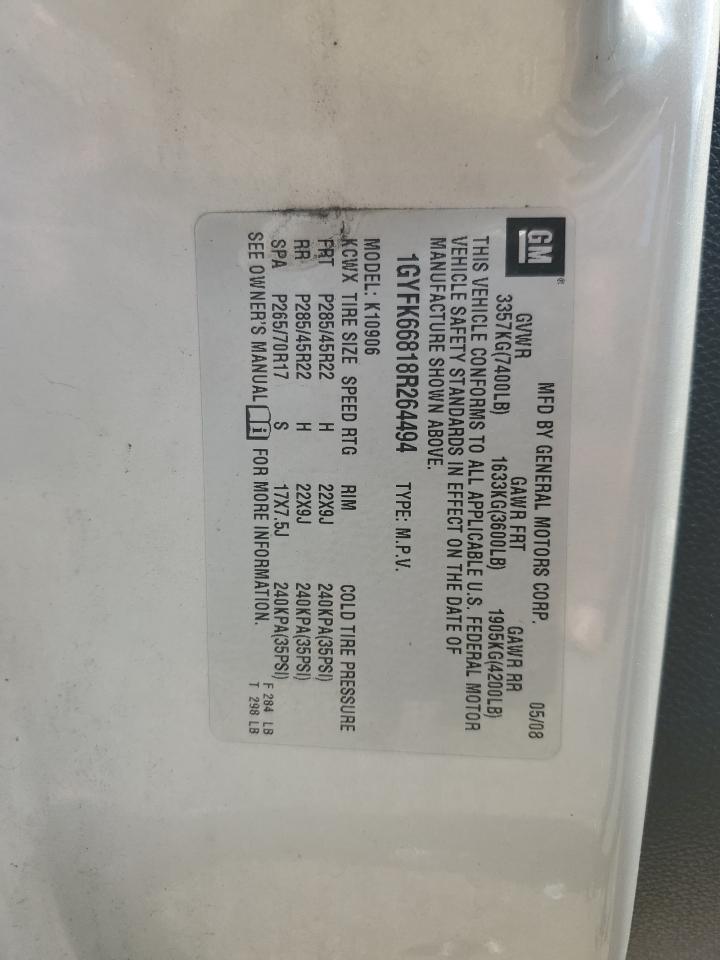 GM® MFD BY GENERAL MOTORS CORP. 05/08
GVWR GAWR FRT GAWR RR
3357KG(7400LB) 1633KG(3600LB) 1905KG(4200LB)
THIS VEHICLE CONFORMS TO ALL APPLICABLE U.S. FEDERAL MOTOR
VEHICLE SAFETY STANDARDS IN EFFECT ON THE DATE OF
MANUFACTURE SHOWN ABOVE.
1GYFK66818R264494 TYPE: M.P.V.
MODEL: K10906
KCWX TIRE SIZE SPEED RTG RIM COLD TIRE PRESSURE
FRT P285/45R22 H 22X9J 240KPA(35PSI)
RR P285/45R22 H 22X9J 240KPA(35PSI)
SPA P265/70R17 S 17X7.5J 240KPA(35PSI)
SEE OWNER'S MANUAL i FOR MORE INFORMATION.
F 284 LB
T 298 LB